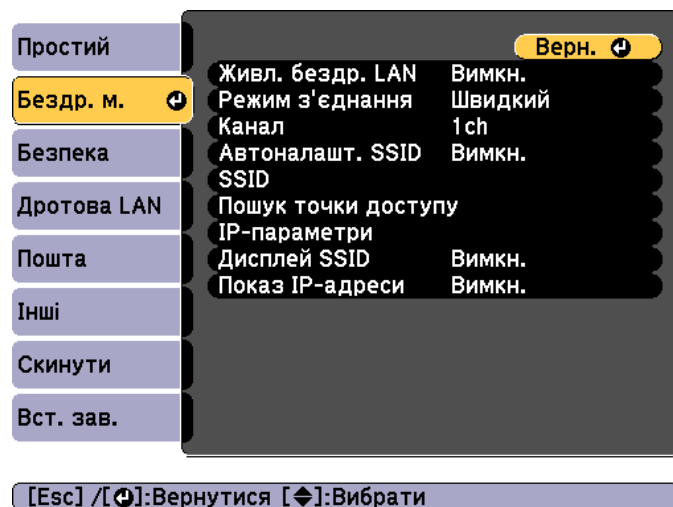 Простий
Бездр. м.
Безпека
Дротова LAN
Пошта
Інші
Скинути
Вст. зав.
Верн.
Живл. бездр. LAN Вимкн.
Режим з'єднання Швидкий
Канал 1ch
Автоналашт. SSID Вимкн.
SSID
Пошук точки доступу
IP-параметри
Дисплей SSID Вимкн.
Показ IP-адреси Вимкн.
[Esc] /[⏎]:Вернутися [◆]:Вибрати